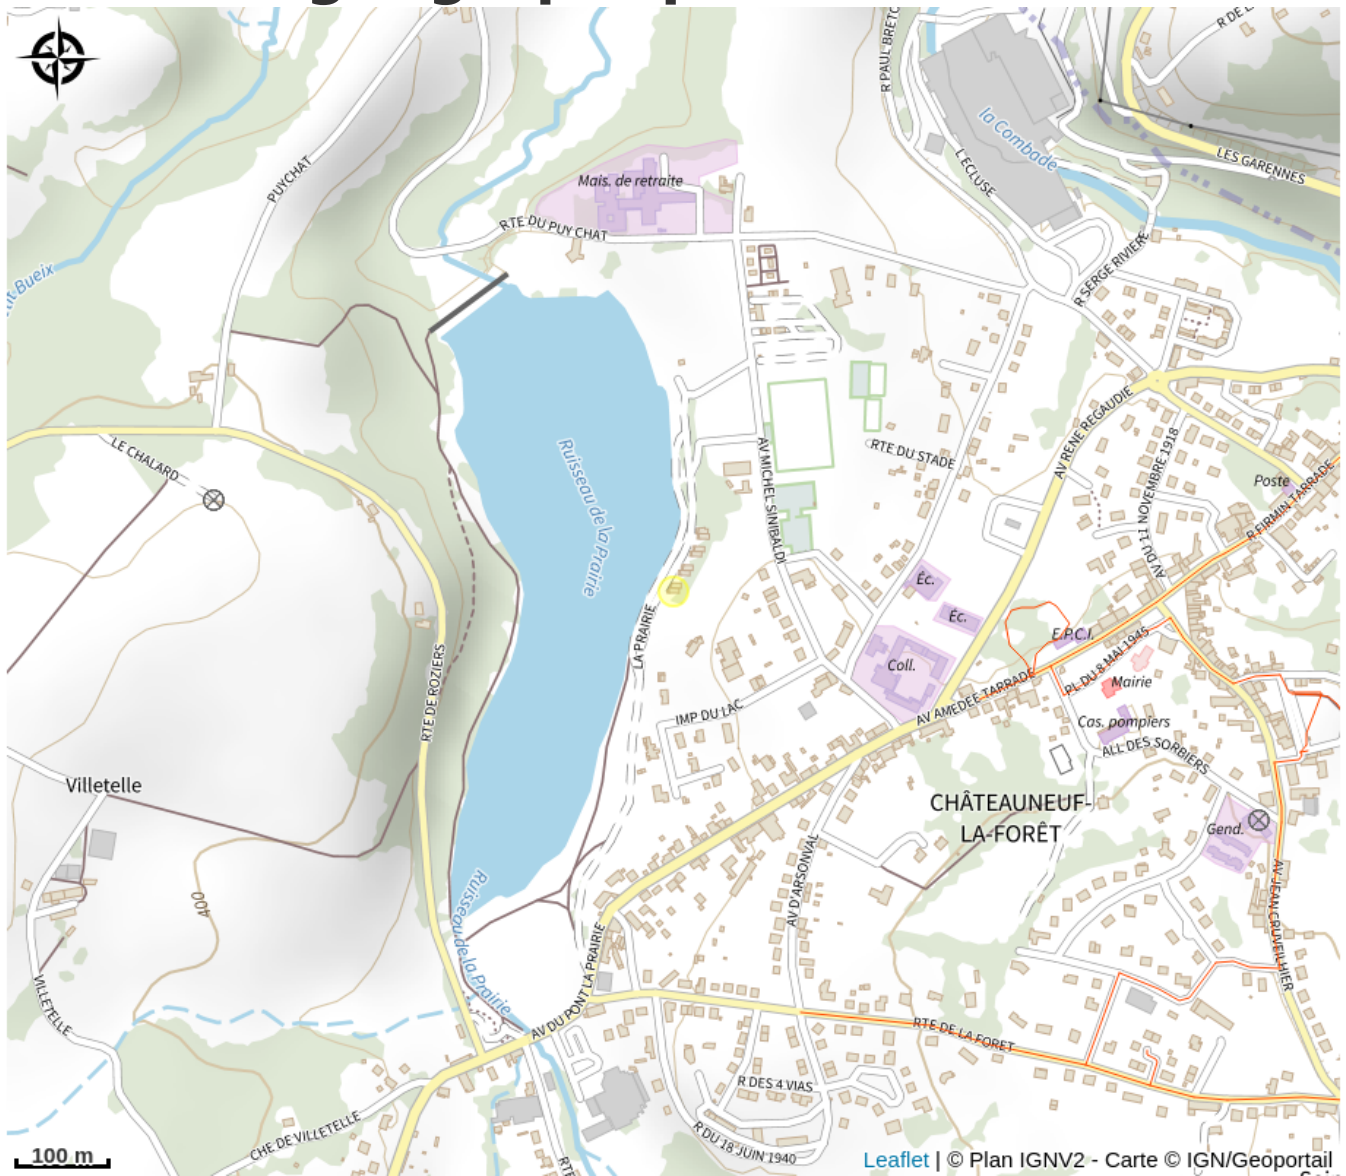 R PAUL BRETO
R DE L
la Combade
L'ECLUSE
LES GARENNES
PUYCHAT
Mais. de retraite
RTE DU PUY CHAT
R SERGE RIVIERE
Bueix
AV RENE REGAUDIE
LE CHALARD
AV MICHEL SINIBALDI
RTE DU STADE
AV DU 11 NOVEMBRE 1918
Poste
R FIRMIN TARRADE
Ruisseau de la Prairie
Éc.
Éc.
LA PRAIRIE
E.P.C.I.
PL DU 8 MAI 1945
Coll.
Mairie
RTE DE ROZIERS
IMP DU LAC
AV AMEDEE TARRADE
Cas. pompiers
ALL DES SORBIERS
Villetelle
CHÂTEAUNEUF-
LA-FORÊT
Gend.
400
AV D'ARSONVAL
AV JEAN CRUVEILHIER
Ruisseau de la Prairie
VILLETELLE
AV DU PONT LA PRAIRIE
RTE DE LA FORET
R DES 4 VIAS
CHE DE VILLETELLE
R DU 18 JUIN 1940
RTE
100 m
Leaflet | © Plan IGNV2 - Carte © IGN/Geoportail